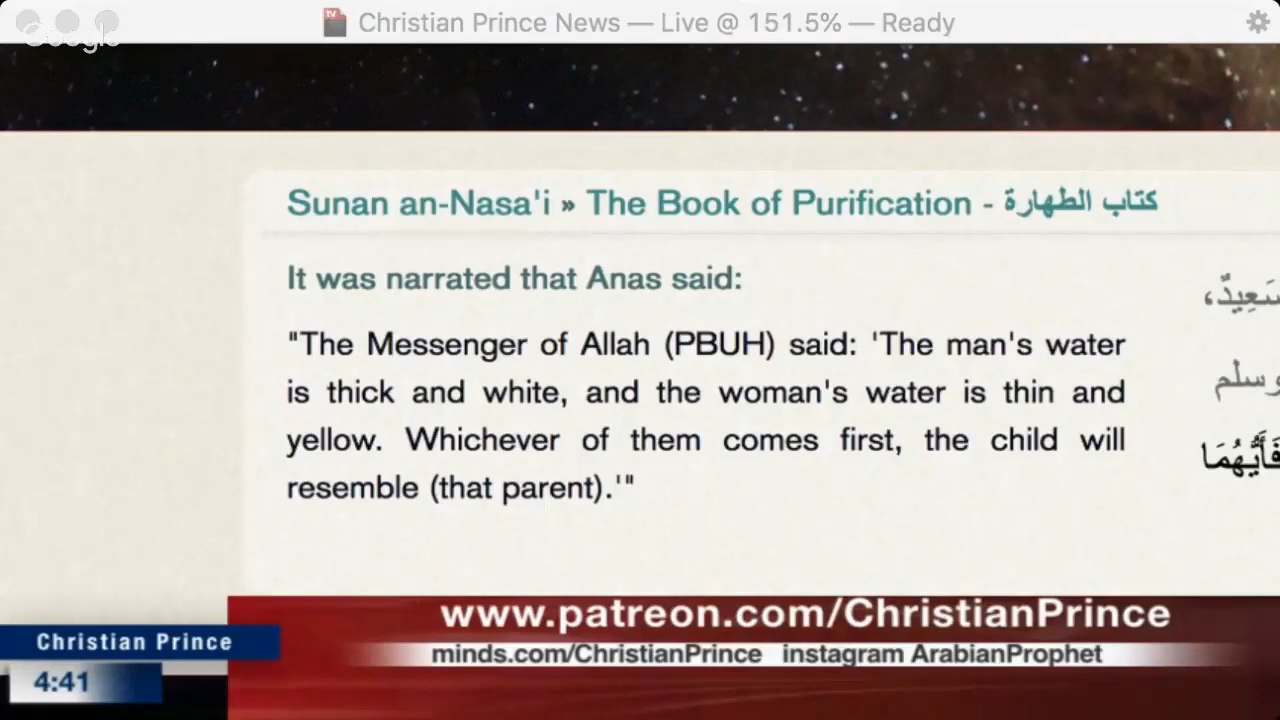 Christian Prince News — Live @ 151.5% — Ready
Google
Sunan an-Nasa'i » The Book of Purification - كتاب الطهارة
It was narrated that Anas said:
"The Messenger of Allah (PBUH) said: 'The man's water
is thick and white, and the woman's water is thin and
yellow. Whichever of them comes first, the child will
resemble (that parent).'"
سَعِيدٌ،
وسلم
فَأَيُّهُمَا
www.patreon.com/ChristianPrince
Christian Prince
minds.com/ChristianPrince instagram ArabianProphet
4:41